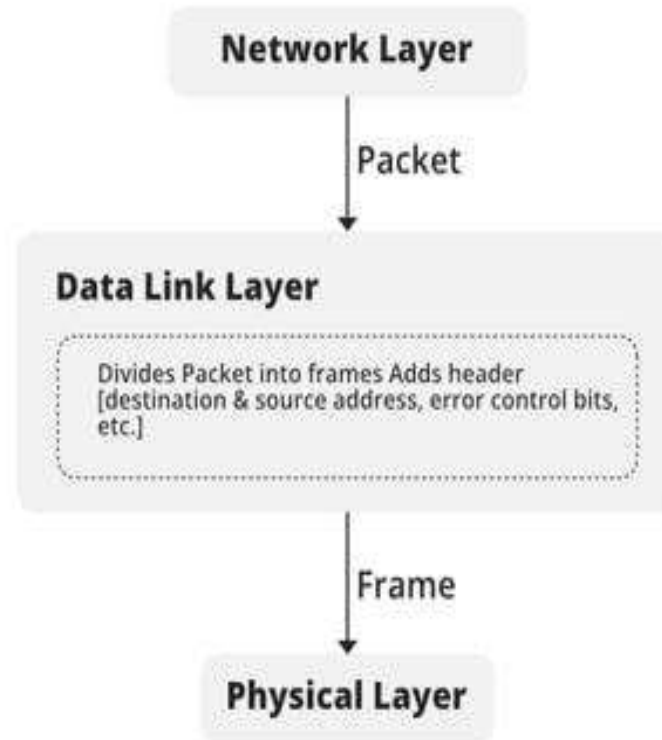 Network Layer
Packet
Data Link Layer
Divides Packet into frames Adds header
[destination & source address, error control bits,
etc.]
Frame
Physical Layer